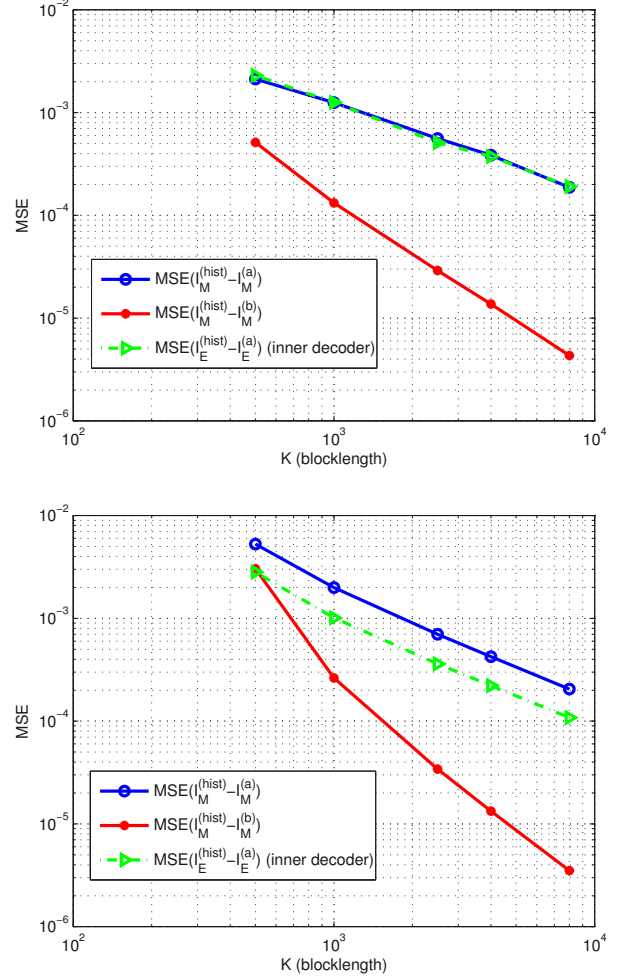 10^-2
10^-3
10^-4
10^-5
10^-6
MSE
MSE(I_M^(hist)−I_M^(a))
MSE(I_M^(hist)−I_M^(b))
MSE(I_E^(hist)−I_E^(a)) (inner decoder)
10^2
10^3
10^4
K (blocklength)
10^-2
10^-3
10^-4
10^-5
10^-6
MSE
MSE(I_M^(hist)−I_M^(a))
MSE(I_M^(hist)−I_M^(b))
MSE(I_E^(hist)−I_E^(a)) (inner decoder)
10^2
10^3
10^4
K (blocklength)